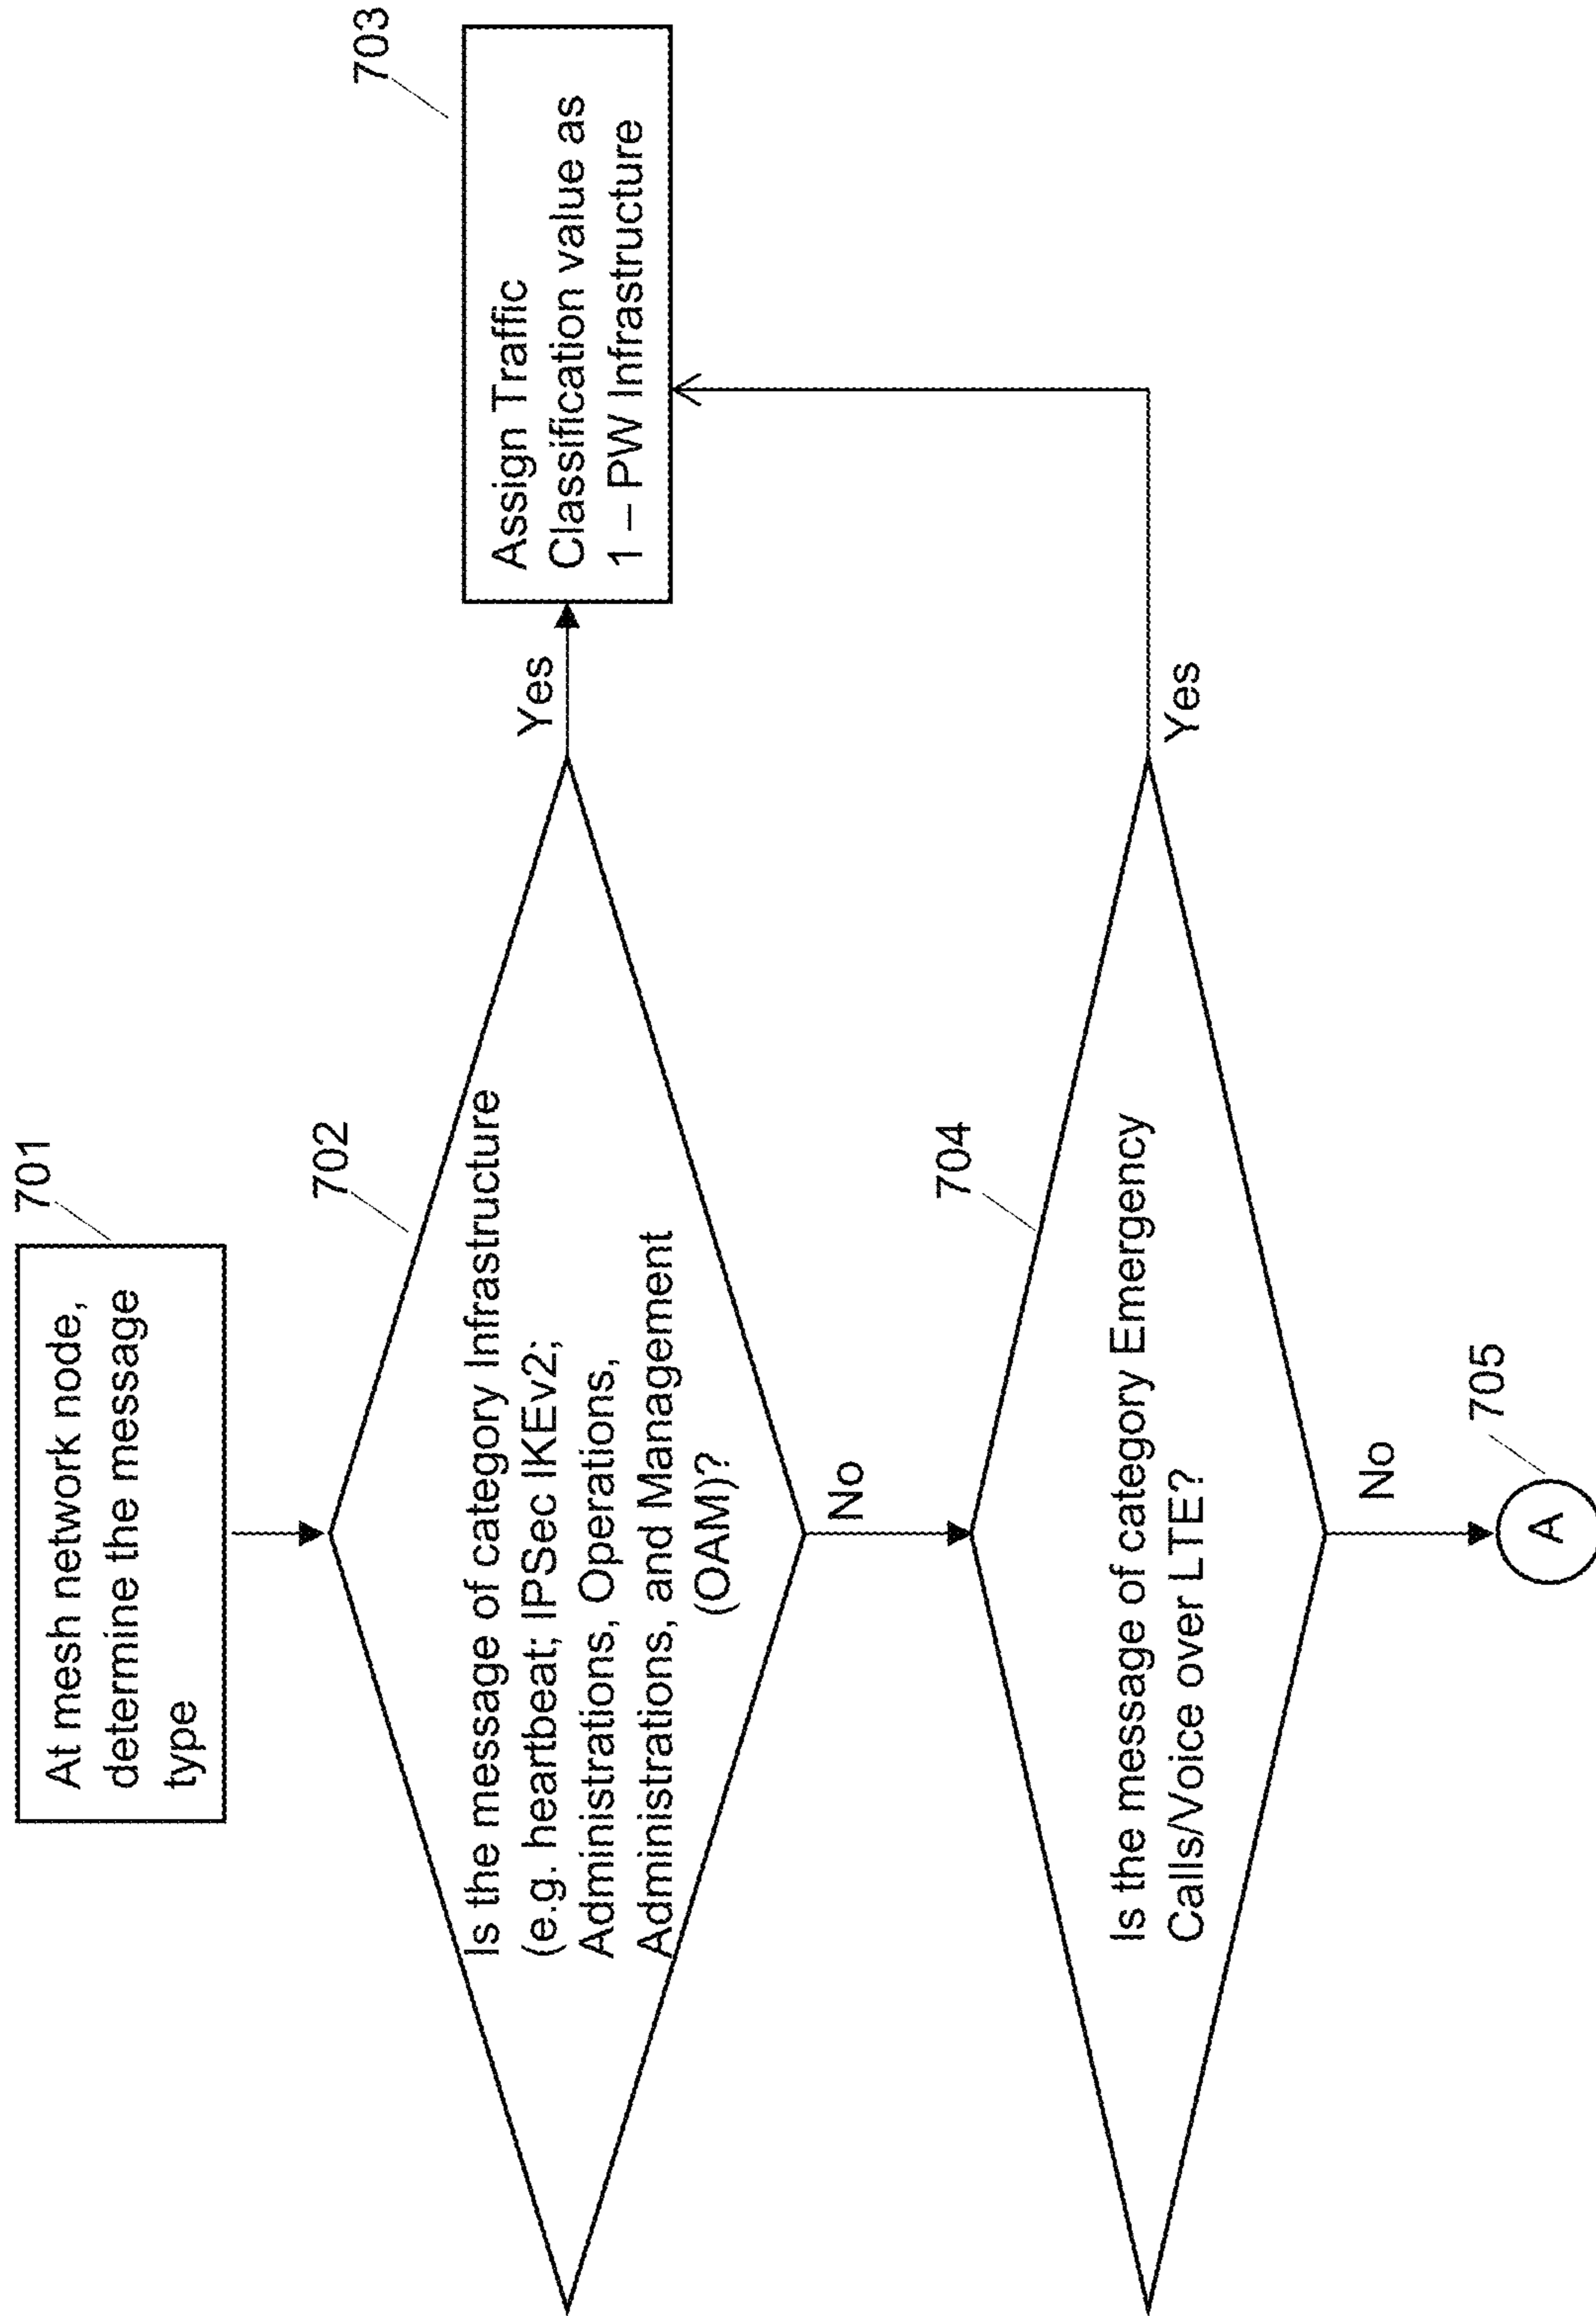 701
At mesh network node,
determine the message
type
702
Is the message of category Infrastructure
(e.g. heartbeat; IPSec IKEv2;
Administrations, Operations,
Administrations, and Management
(OAM)?
Yes
703
Assign Traffic
Classification value as
1 – PW Infrastructure
No
704
Is the message of category Emergency
Calls/Voice over LTE?
Yes
No
705
A